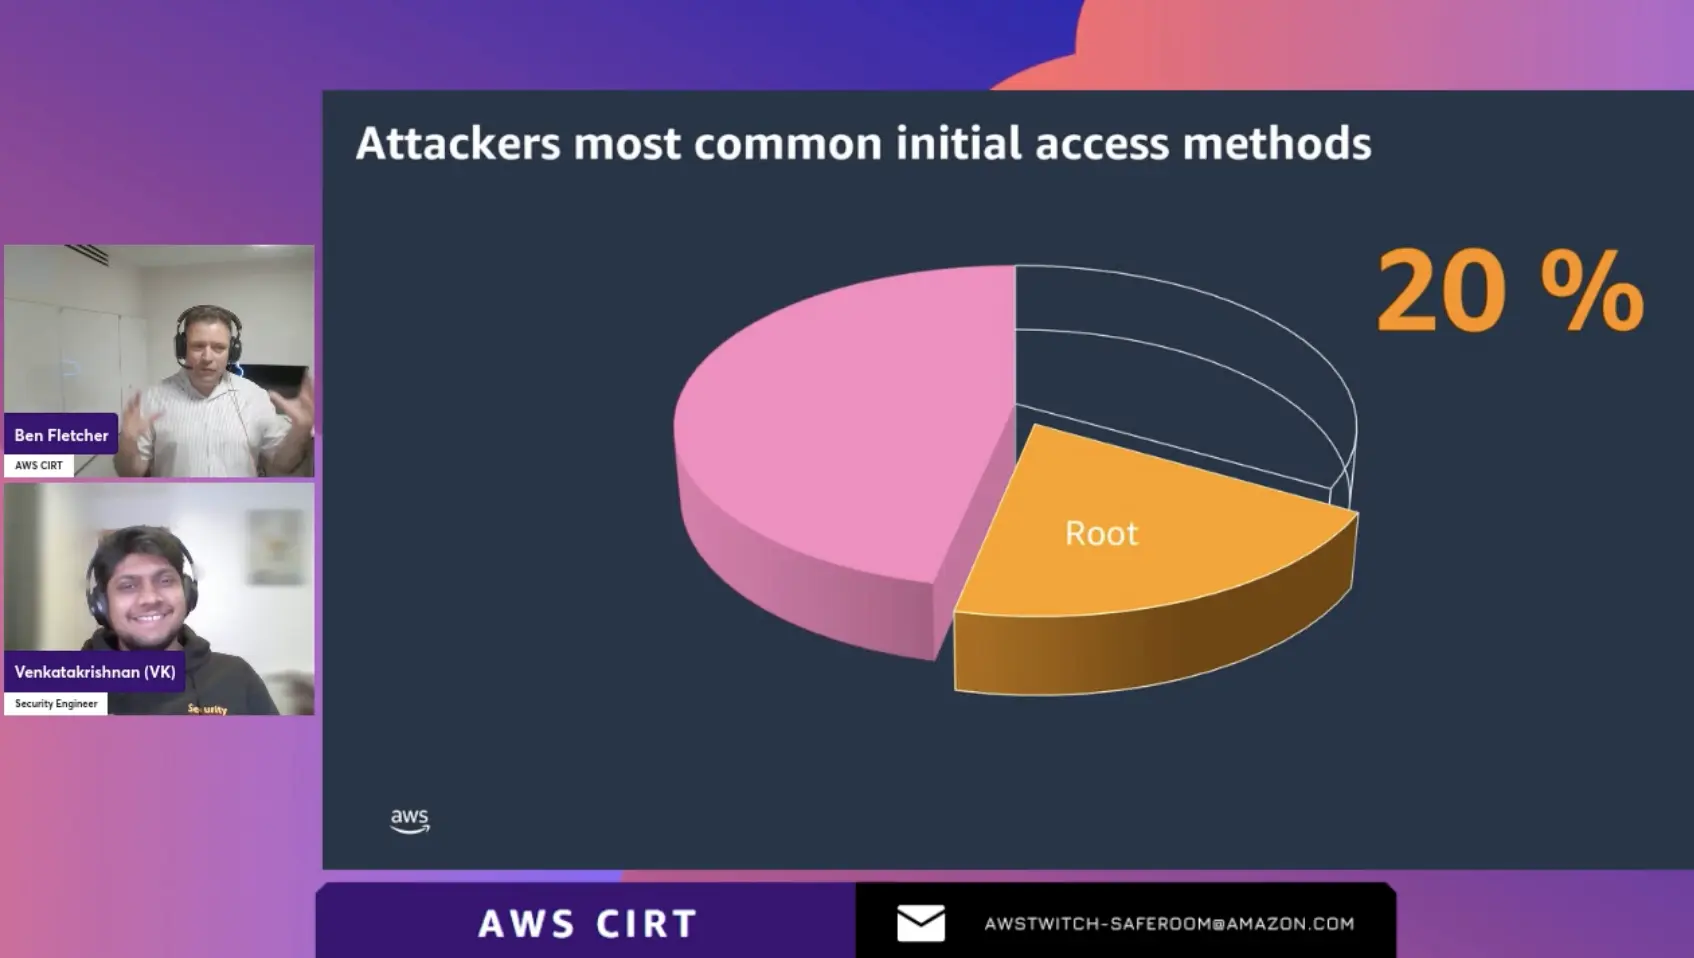 Attackers most common initial access methods
20 %
Root
Ben Fletcher
AWS CIRT
Venkatakrishnan (VK)
Security Engineer
Security
aws
AWS CIRT
AWSTWITCH-SAFEROOM@AMAZON.COM